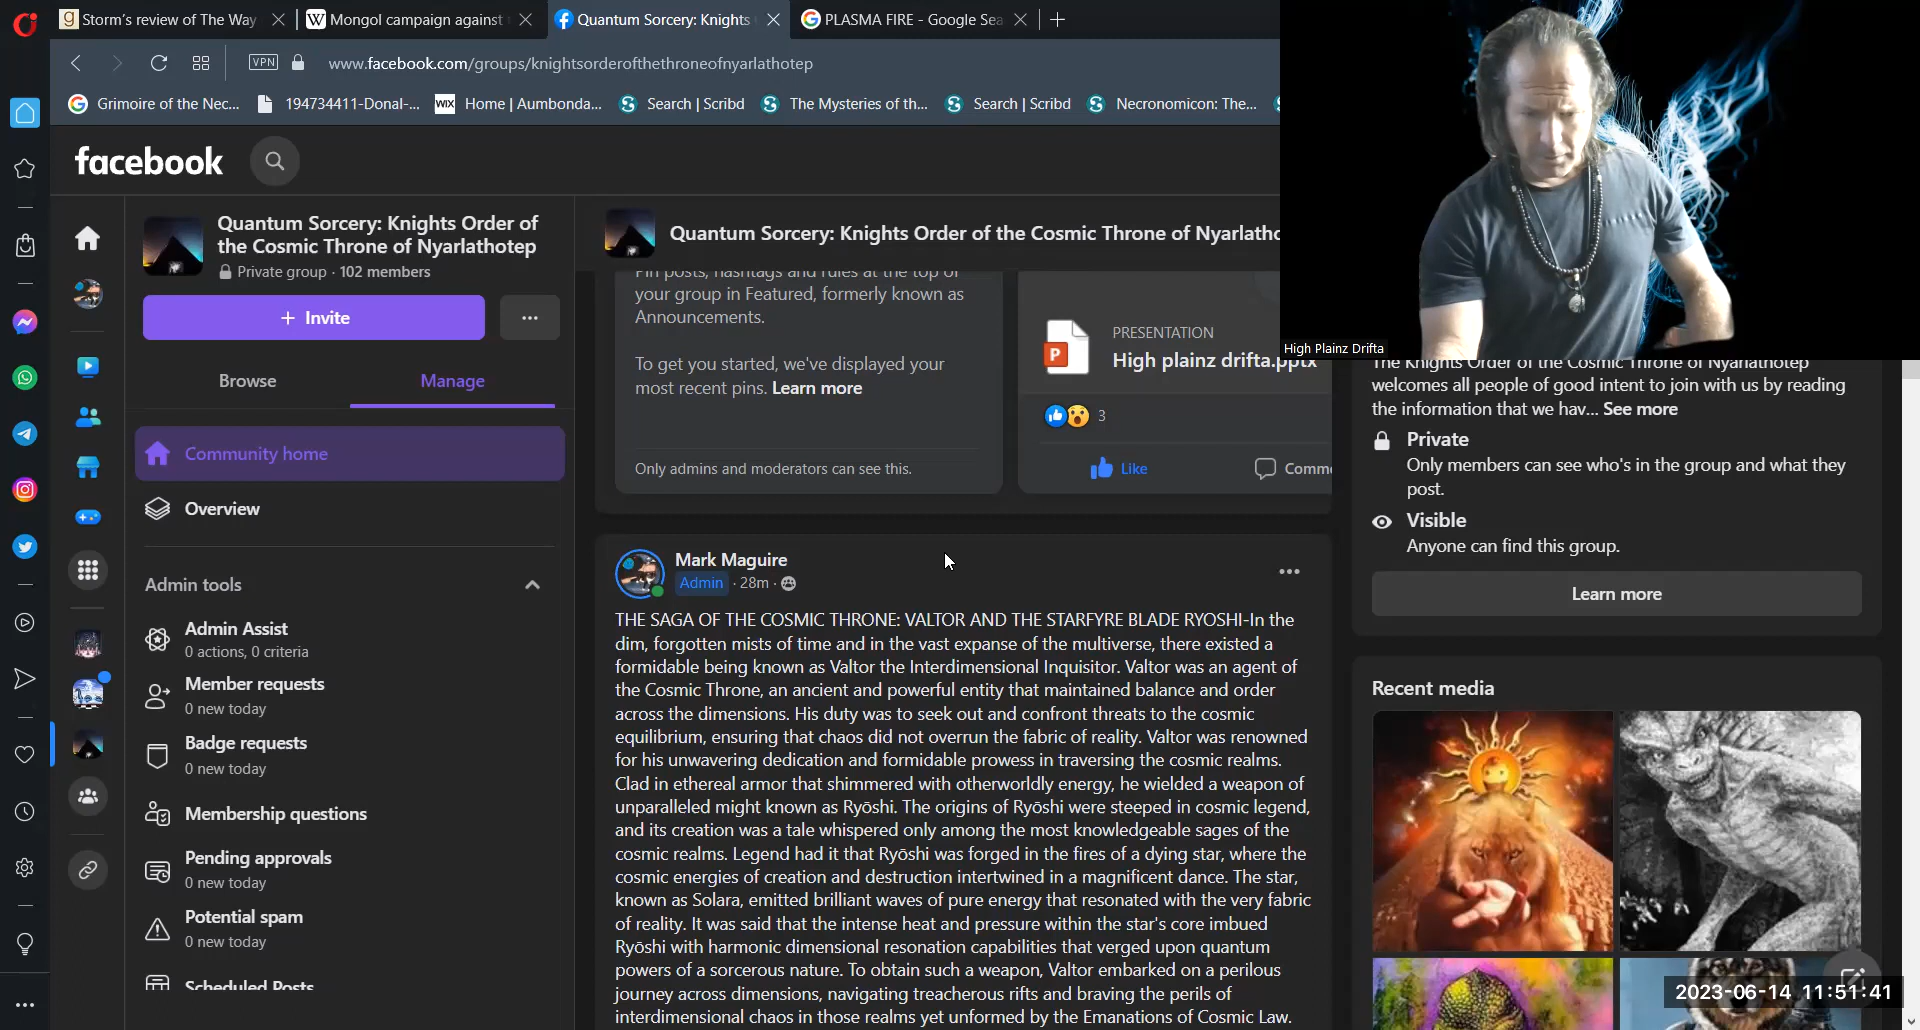 Storm's review of The Way
Mongol campaign against
Quantum Sorcery: Knights
PLASMA FIRE - Google Sea
VPN
www.facebook.com/groups/knightsorderofthethroneofnyarlathotep
Grimoire of the Nec...
194734411-Donal-...
WIX Home | Aumbonda...
Search | Scribd
The Mysteries of th...
Search | Scribd
Necronomicon: The...
facebook
Quantum Sorcery: Knights Order of
the Cosmic Throne of Nyarlathotep
Private group · 102 members
+ Invite
Browse
Manage
Community home
Overview
Admin tools
Admin Assist
0 actions, 0 criteria
Member requests
0 new today
Badge requests
0 new today
Membership questions
Pending approvals
0 new today
Potential spam
0 new today
Scheduled Posts
Quantum Sorcery: Knights Order of the Cosmic Throne of Nyarlatho
Pin posts, hashtags and rules at the top of
your group in Featured, formerly known as
Announcements.
To get you started, we've displayed your
most recent pins. Learn more
Only admins and moderators can see this.
PRESENTATION
High plainz drifta.pptx
3
Like
Comme
Mark Maguire
Admin · 28m ·
THE SAGA OF THE COSMIC THRONE: VALTOR AND THE STARFYRE BLADE RYOSHI-In the
dim, forgotten mists of time and in the vast expanse of the multiverse, there existed a
formidable being known as Valtor the Interdimensional Inquisitor. Valtor was an agent of
the Cosmic Throne, an ancient and powerful entity that maintained balance and order
across the dimensions. His duty was to seek out and confront threats to the cosmic
equilibrium, ensuring that chaos did not overrun the fabric of reality. Valtor was renowned
for his unwavering dedication and formidable prowess in traversing the cosmic realms.
Clad in ethereal armor that shimmered with otherworldly energy, he wielded a weapon of
unparalleled might known as Ryōshi. The origins of Ryōshi were steeped in cosmic legend,
and its creation was a tale whispered only among the most knowledgeable sages of the
cosmic realms. Legend had it that Ryōshi was forged in the fires of a dying star, where the
cosmic energies of creation and destruction intertwined in a magnificent dance. The star,
known as Solara, emitted brilliant waves of pure energy that resonated with the very fabric
of reality. It was said that the intense heat and pressure within the star's core imbued
Ryōshi with harmonic dimensional resonation capabilities that verged upon quantum
powers of a sorcerous nature. To obtain such a weapon, Valtor embarked on a perilous
journey across dimensions, navigating treacherous rifts and braving the perils of
interdimensional chaos in those realms yet unformed by the Emanations of Cosmic Law.
High Plainz Drifta
The Knights Order of the Cosmic Throne of Nyarlathotep
welcomes all people of good intent to join with us by reading
the information that we hav... See more
Private
Only members can see who's in the group and what they
post.
Visible
Anyone can find this group.
Learn more
Recent media
2023-06-14 11:51:41